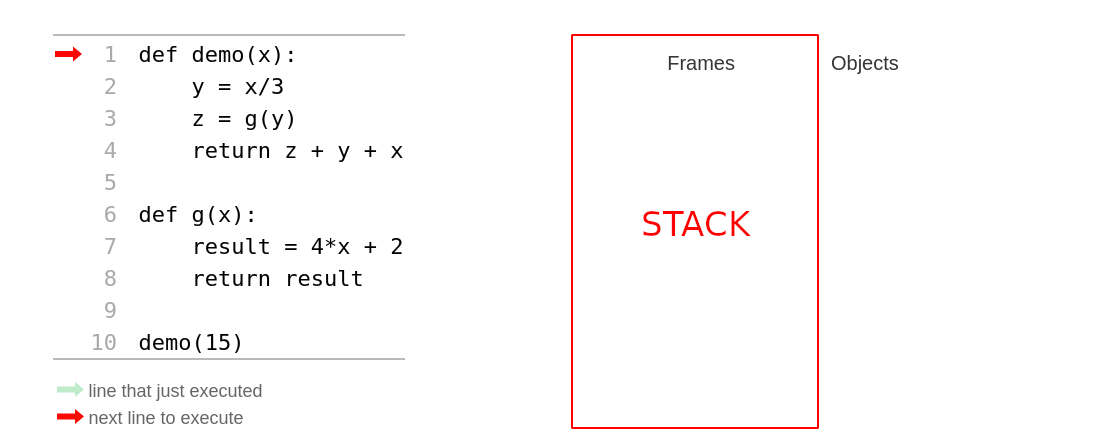 1 def demo(x):
2     y = x/3
3     z = g(y)
4     return z + y + x
5
6 def g(x):
7     result = 4*x + 2
8     return result
9
10 demo(15)
line that just executed
next line to execute
Frames
Objects
STACK